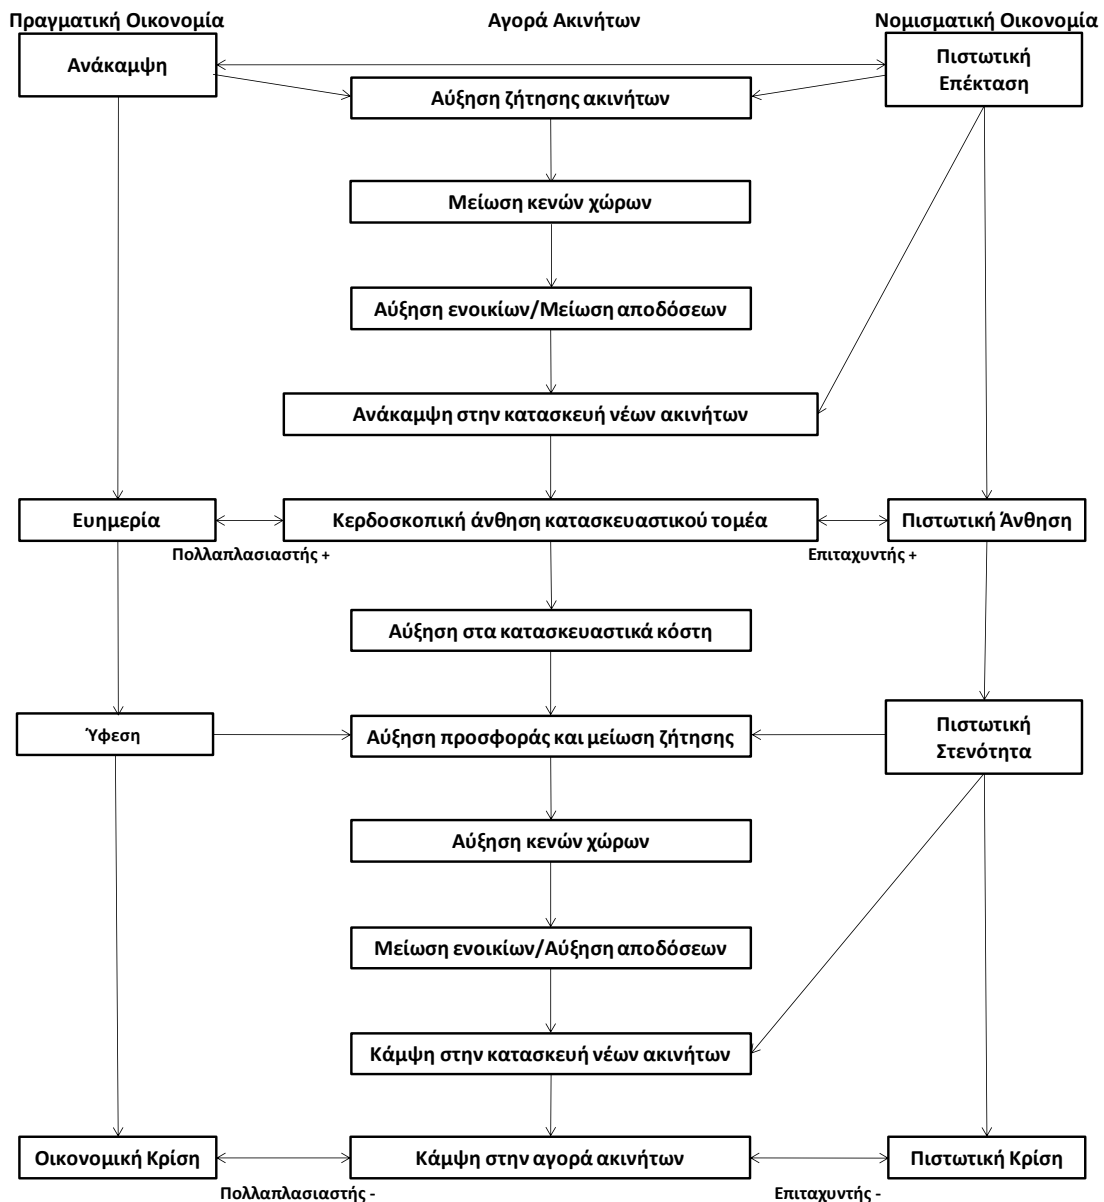 Πραγματική Οικονομία
Αγορά Ακινήτων
Νομισματική Οικονομία
Ανάκαμψη
Πιστωτική
Επέκταση
Αύξηση ζήτησης ακινήτων
Μείωση κενών χώρων
Αύξηση ενοικίων/Μείωση αποδόσεων
Ανάκαμψη στην κατασκευή νέων ακινήτων
Ευημερία
Κερδοσκοπική άνθηση κατασκευαστικού τομέα
Πιστωτική Άνθηση
Πολλαπλασιαστής +
Επιταχυντής +
Αύξηση στα κατασκευαστικά κόστη
Ύφεση
Αύξηση προσφοράς και μείωση ζήτησης
Πιστωτική
Στενότητα
Αύξηση κενών χώρων
Μείωση ενοικίων/Αύξηση αποδόσεων
Κάμψη στην κατασκευή νέων ακινήτων
Οικονομική Κρίση
Κάμψη στην αγορά ακινήτων
Πιστωτική Κρίση
Πολλαπλασιαστής -
Επιταχυντής -